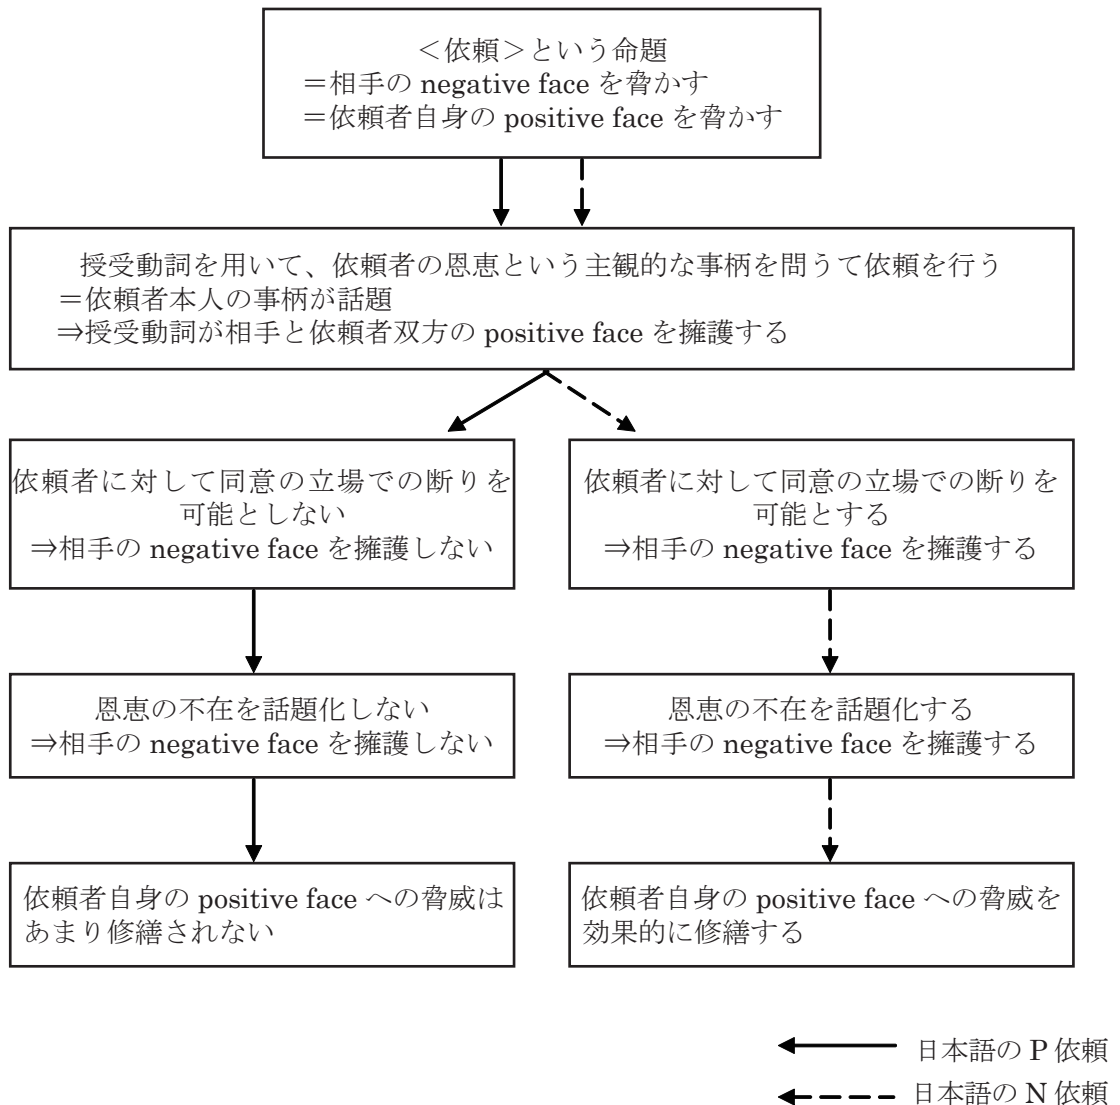 ＜依頼＞という命題
＝相手の negative face を脅かす
＝依頼者自身の positive face を脅かす
授受動詞を用いて、依頼者の恩恵という主観的な事柄を問うて依頼を行う
＝依頼者本人の事柄が話題
⇒授受動詞が相手と依頼者双方の positive face を擁護する
依頼者に対して同意の立場での断りを
可能としない
⇒相手の negative face を擁護しない
依頼者に対して同意の立場での断りを
可能とする
⇒相手の negative face を擁護する
恩恵の不在を話題化しない
⇒相手の negative face を擁護しない
恩恵の不在を話題化する
⇒相手の negative face を擁護する
依頼者自身の positive face への脅威は
あまり修繕されない
依頼者自身の positive face への脅威を
効果的に修繕する
日本語の P 依頼
日本語の N 依頼